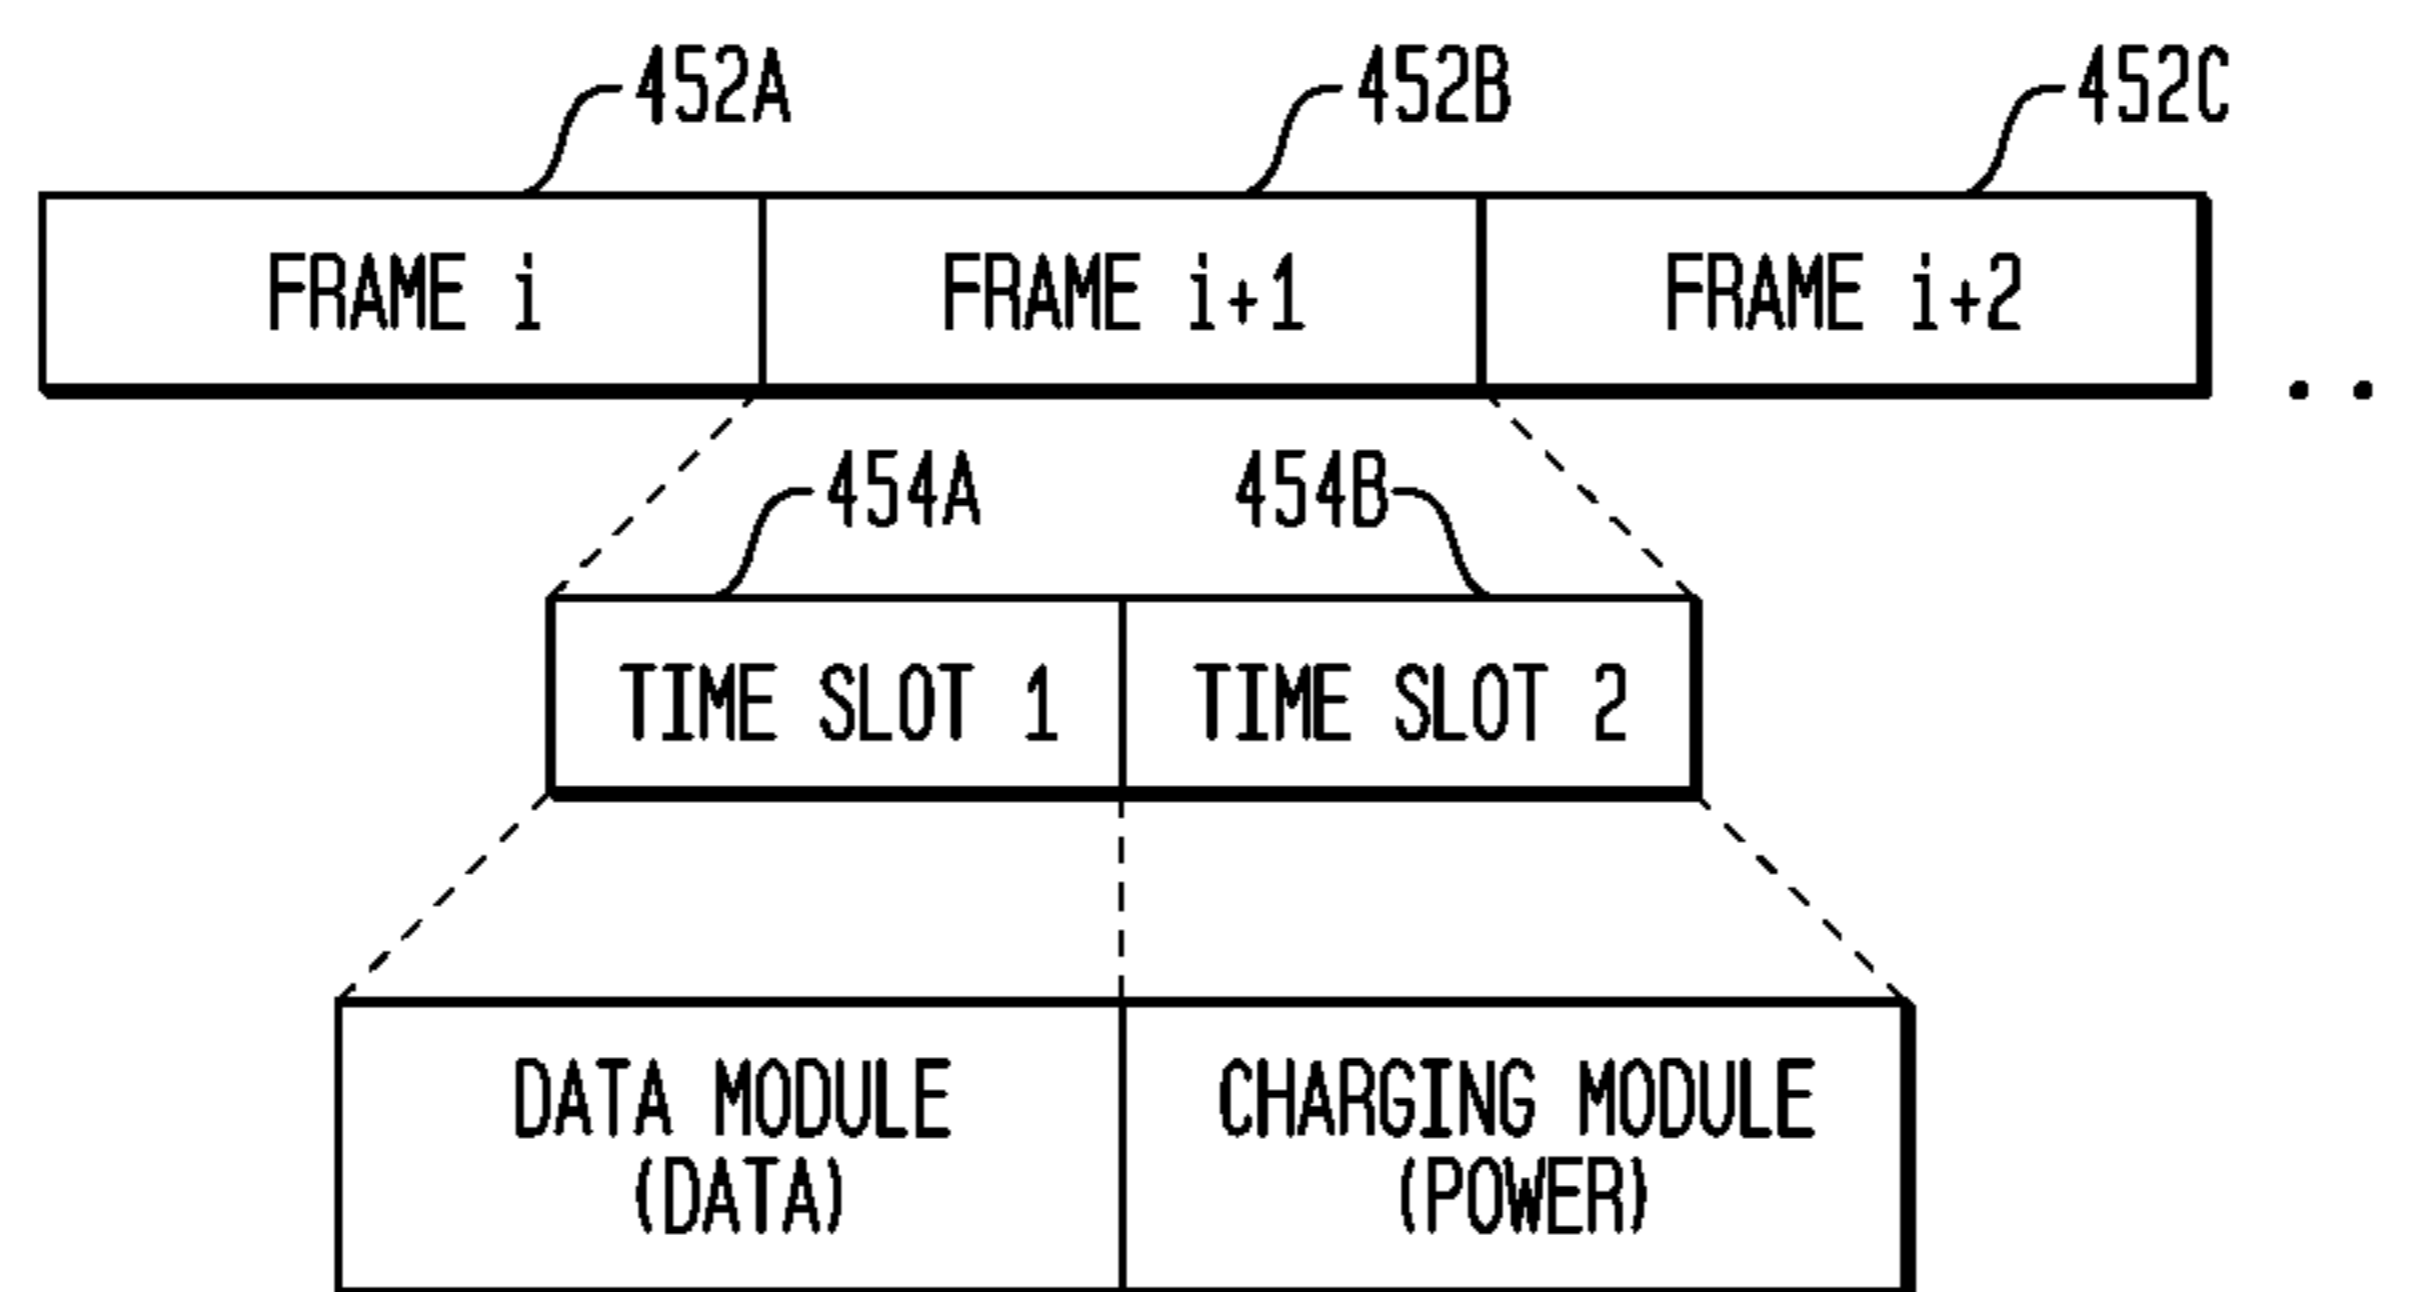 452A 452B 452C
FRAME i FRAME i+1 FRAME i+2
..
454A 454B
TIME SLOT 1 TIME SLOT 2
DATA MODULE CHARGING MODULE
(DATA) (POWER)